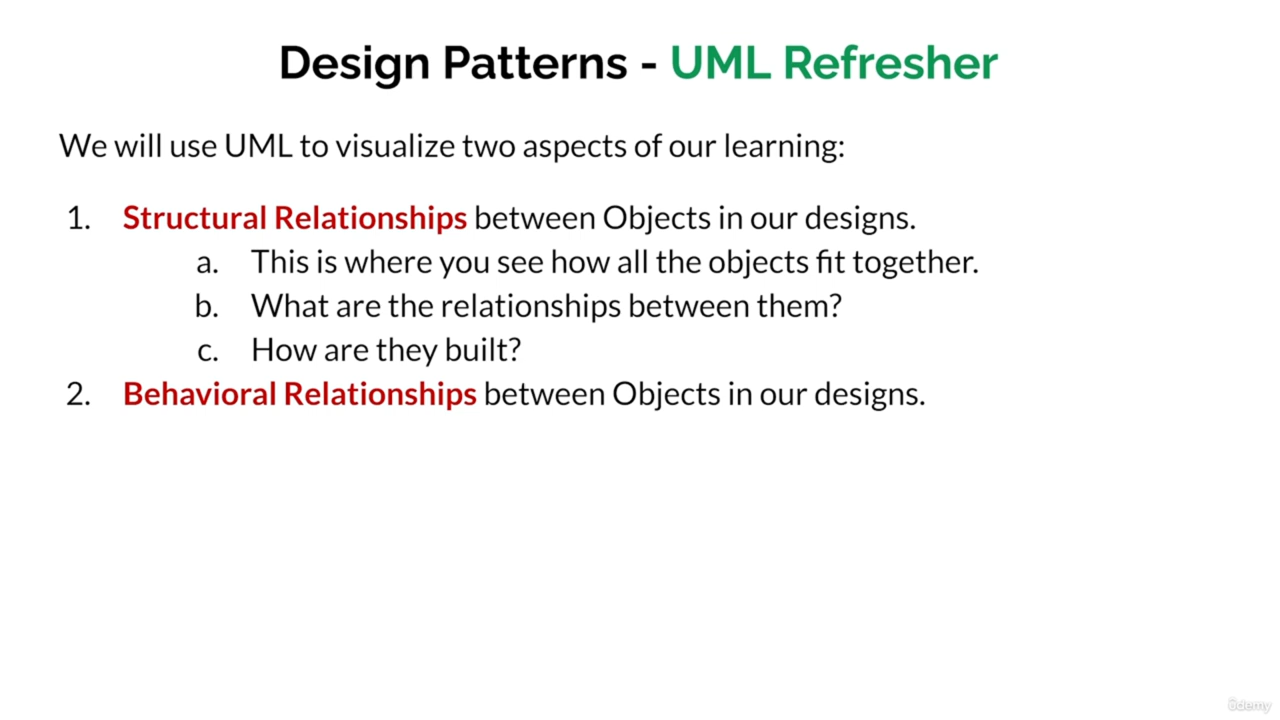 Design Patterns - UML Refresher
We will use UML to visualize two aspects of our learning:
1. Structural Relationships between Objects in our designs.
a. This is where you see how all the objects fit together.
b. What are the relationships between them?
c. How are they built?
2. Behavioral Relationships between Objects in our designs.
ûdemy